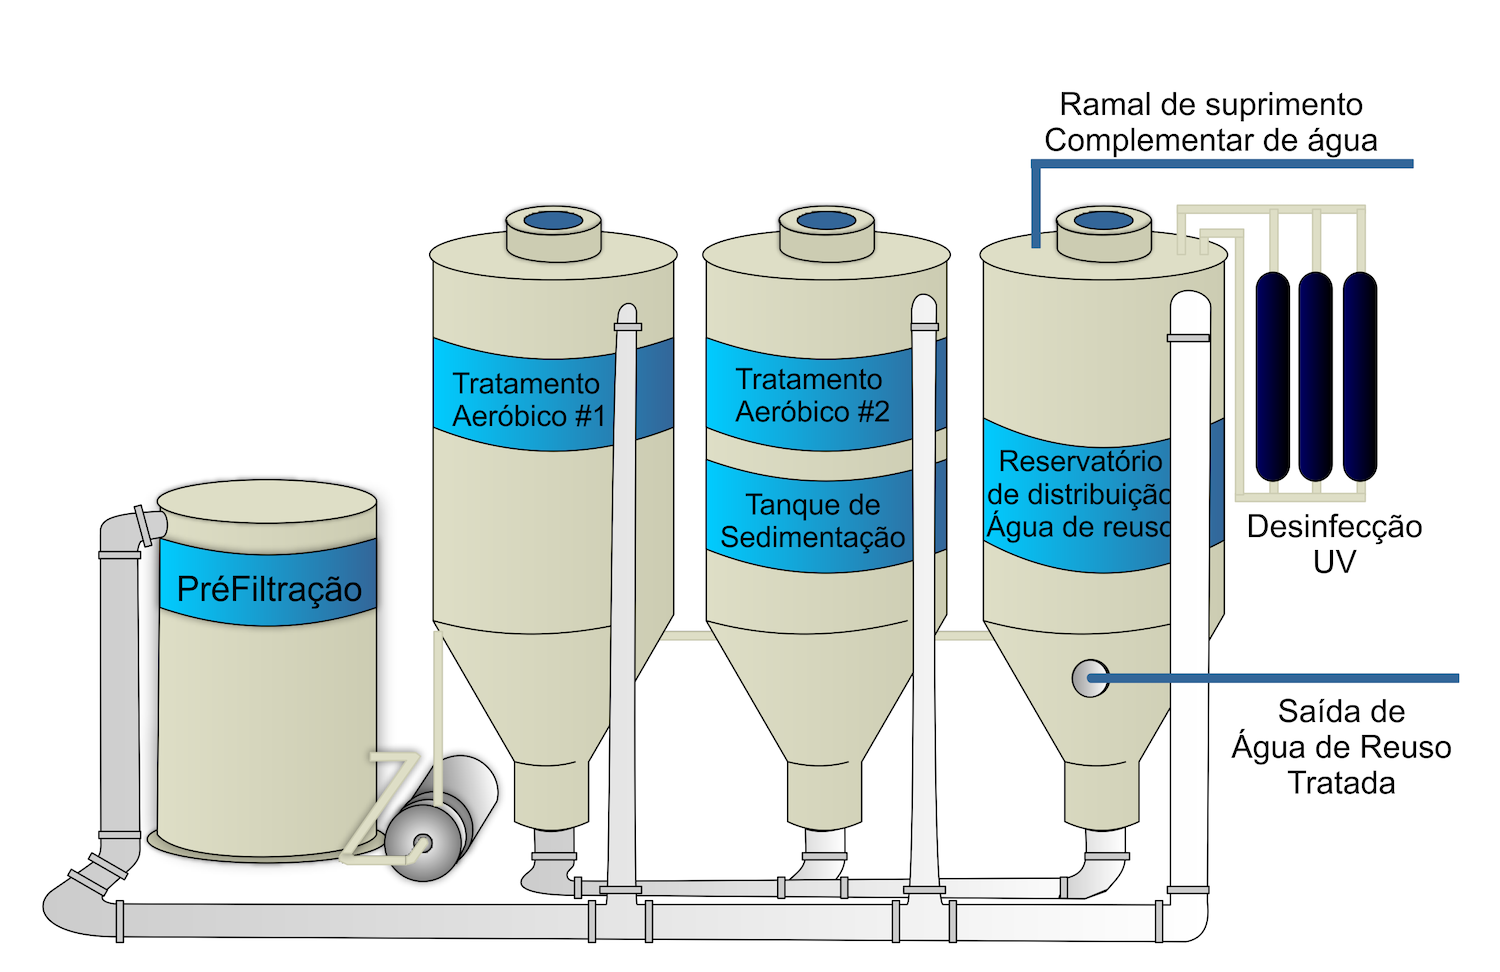 Ramal de suprimento
Complementar de água
Tratamento
Aeróbico #1
Tratamento
Aeróbico #2
Tanque de
Sedimentação
Reservatório
de distribuição
Água de reuso
PréFiltração
Desinfecção
UV
Saída de
Água de Reuso
Tratada